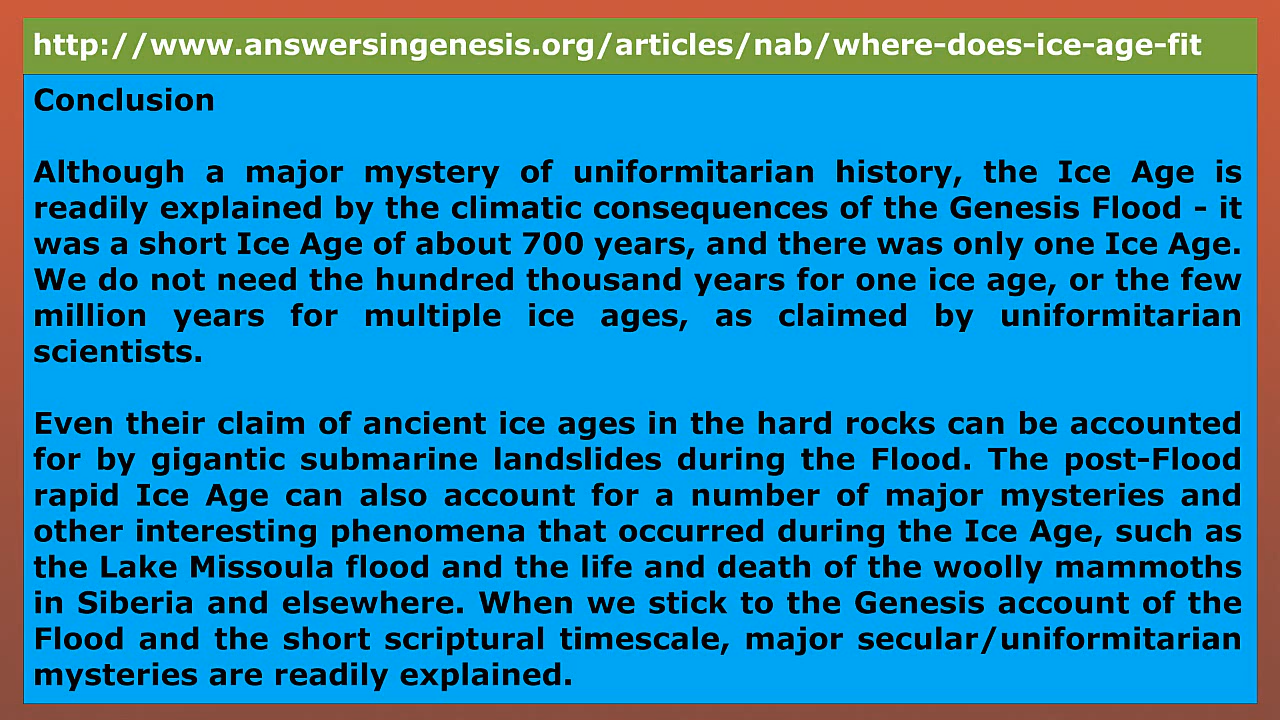 http://www.answersingenesis.org/articles/nab/where-does-ice-age-fit
Conclusion
Although a major mystery of uniformitarian history, the Ice Age is
readily explained by the climatic consequences of the Genesis Flood - it
was a short Ice Age of about 700 years, and there was only one Ice Age.
We do not need the hundred thousand years for one ice age, or the few
million years for multiple ice ages, as claimed by uniformitarian
scientists.
Even their claim of ancient ice ages in the hard rocks can be accounted
for by gigantic submarine landslides during the Flood. The post-Flood
rapid Ice Age can also account for a number of major mysteries and
other interesting phenomena that occurred during the Ice Age, such as
the Lake Missoula flood and the life and death of the woolly mammoths
in Siberia and elsewhere. When we stick to the Genesis account of the
Flood and the short scriptural timescale, major secular/uniformitarian
mysteries are readily explained.